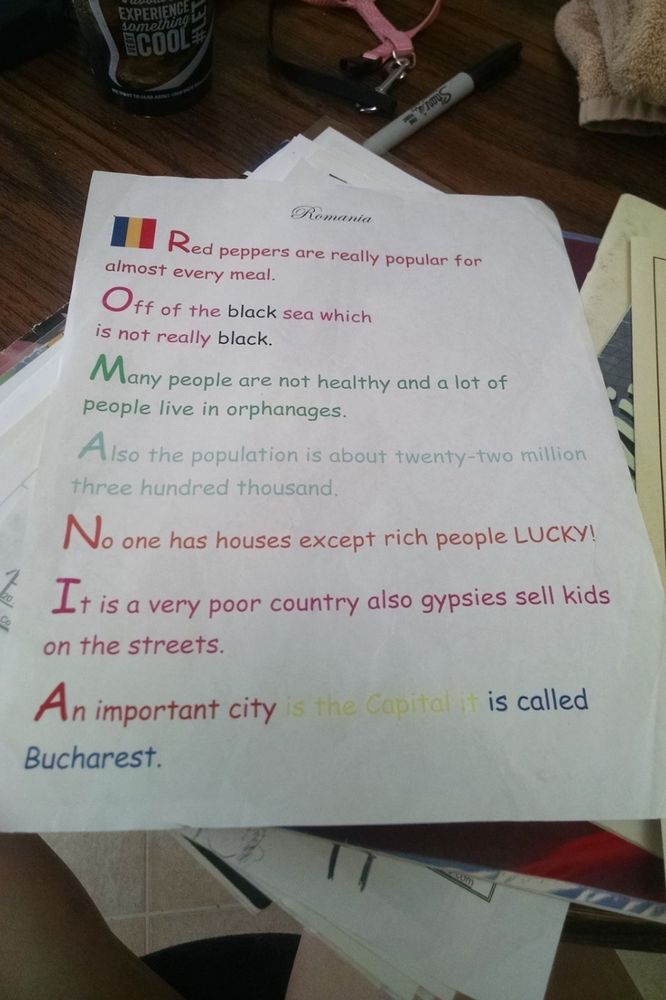 EXPERIENCE
something
COOL
Sharpie
Romania
Red peppers are really popular for
almost every meal.
Off of the black sea which
is not really black.
Many people are not healthy and a lot of
people live in orphanages.
Also the population is about twenty-two million
three hundred thousand.
No one has houses except rich people LUCKY!
It is a very poor country also gypsies sell kids
on the streets.
An important city is the Capital it is called
Bucharest.